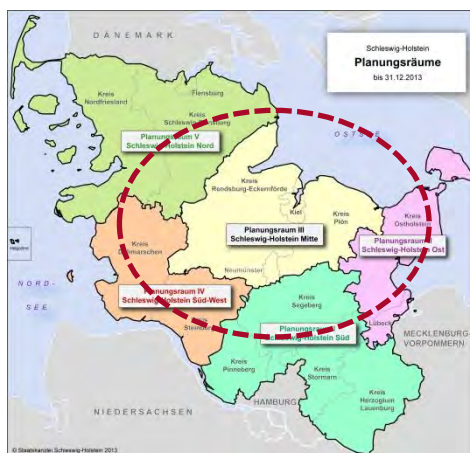 DÄNEMARK
Schleswig-Holstein
Planungsräume
bis 31.12.2013
Kreis
Nordfriesland
Flensburg
Kreis
Planungsraum V
Schleswig-Holstein Nord
OSTSEE
Kreis
Rendsburg-Eckernförde
Kiel
Kreis
Plön
Kreis
Ostholstein
Planungsraum III
Schleswig-Holstein Mitte
Schleswig-Holstein Ost
Kreis
Dithmarschen
Neumünster
NORD-
SEE
Planungsraum IV
Schleswig-Holstein Süd-West
Kreis
Segeberg
Schleswig-Holstein Süd
Lübeck
MECKLENBURG-
VORPOMMERN
Kreis
Pinneberg
Kreis
Stormarn
Kreis
Herzogtum
Lauenburg
HAMBURG
NIEDERSACHSEN
© Staatskanzlei Schleswig-Holstein 2013